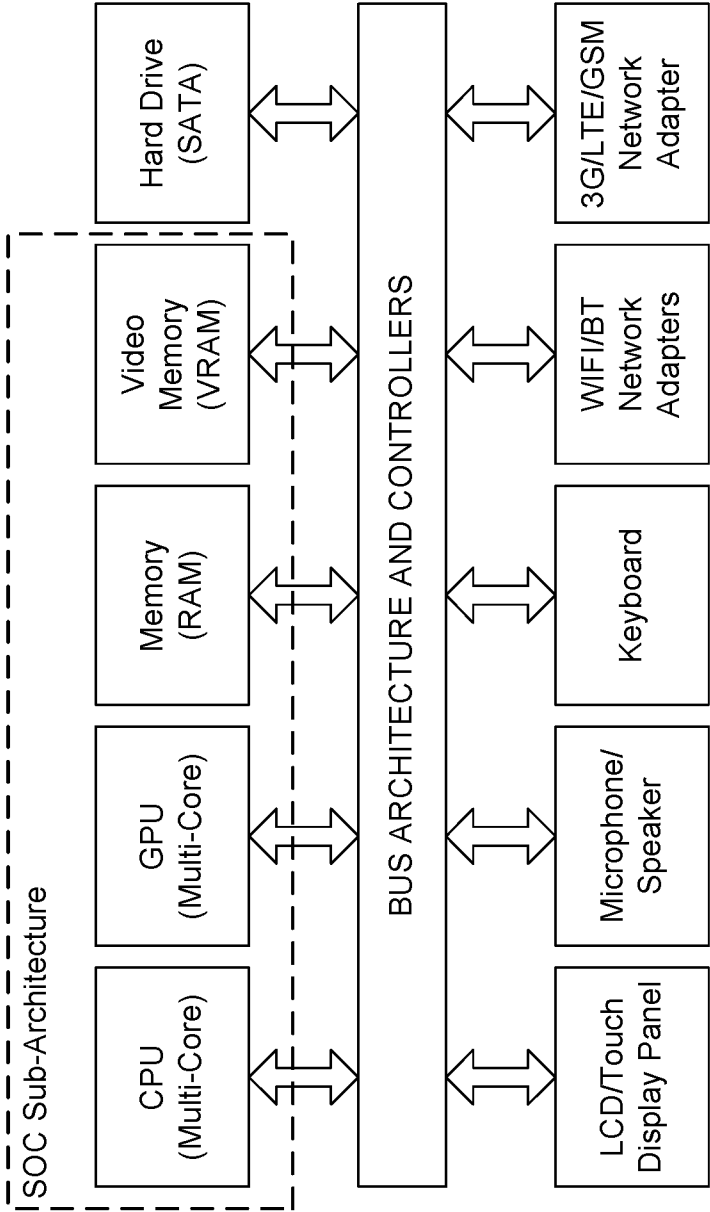 SOC Sub-Architecture
CPU
(Multi-Core)
GPU
(Multi-Core)
Memory
(RAM)
Video
Memory
(VRAM)
Hard Drive
(SATA)
BUS ARCHITECTURE AND CONTROLLERS
LCD/Touch
Display Panel
Microphone/
Speaker
Keyboard
WIFI/BT
Network
Adapters
3G/LTE/GSM
Network
Adapter